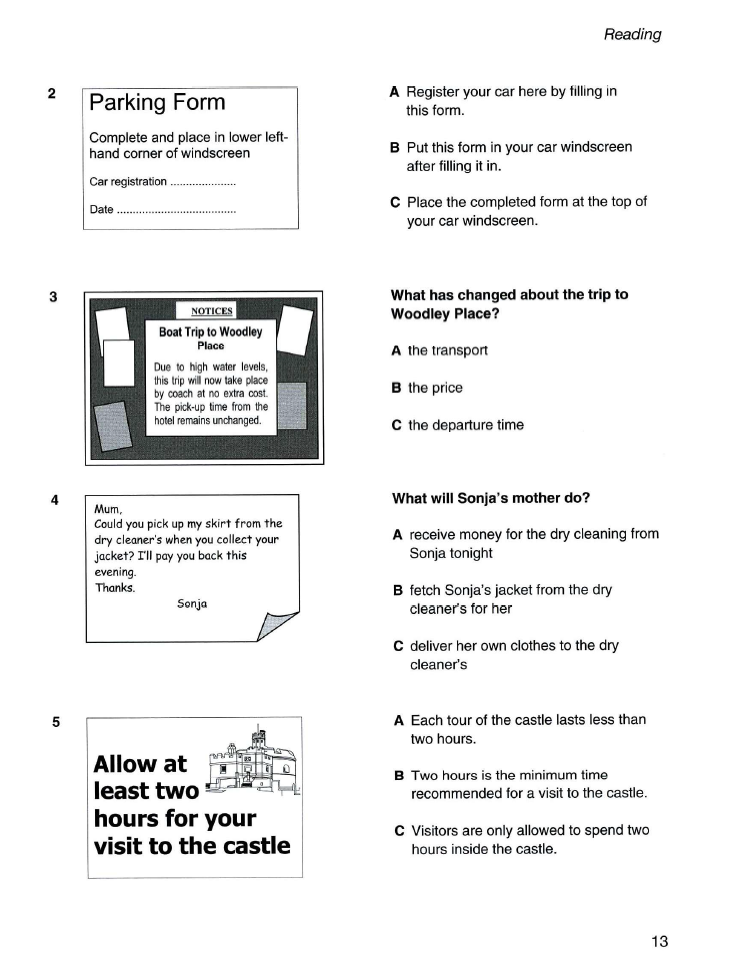 Reading
2
Parking Form
Complete and place in lower left-
hand corner of windscreen
Car registration .....................
Date ......................................
A Register your car here by filling in
this form.
B Put this form in your car windscreen
after filling it in.
C Place the completed form at the top of
your car windscreen.
3
NOTICES
Boat Trip to Woodley
Place
Due to high water levels,
this trip will now take place
by coach at no extra cost.
The pick-up time from the
hotel remains unchanged.
What has changed about the trip to
Woodley Place?
A the transport
B the price
C the departure time
4
Mum,
Could you pick up my skirt from the
dry cleaner's when you collect your
jacket? I'll pay you back this
evening.
Thanks.
Sonja
What will Sonja's mother do?
A receive money for the dry cleaning from
Sonja tonight
B fetch Sonja's jacket from the dry
cleaner's for her
C deliver her own clothes to the dry
cleaner's
5
Allow at
least two
hours for your
visit to the castle
A Each tour of the castle lasts less than
two hours.
B Two hours is the minimum time
recommended for a visit to the castle.
C Visitors are only allowed to spend two
hours inside the castle.
13